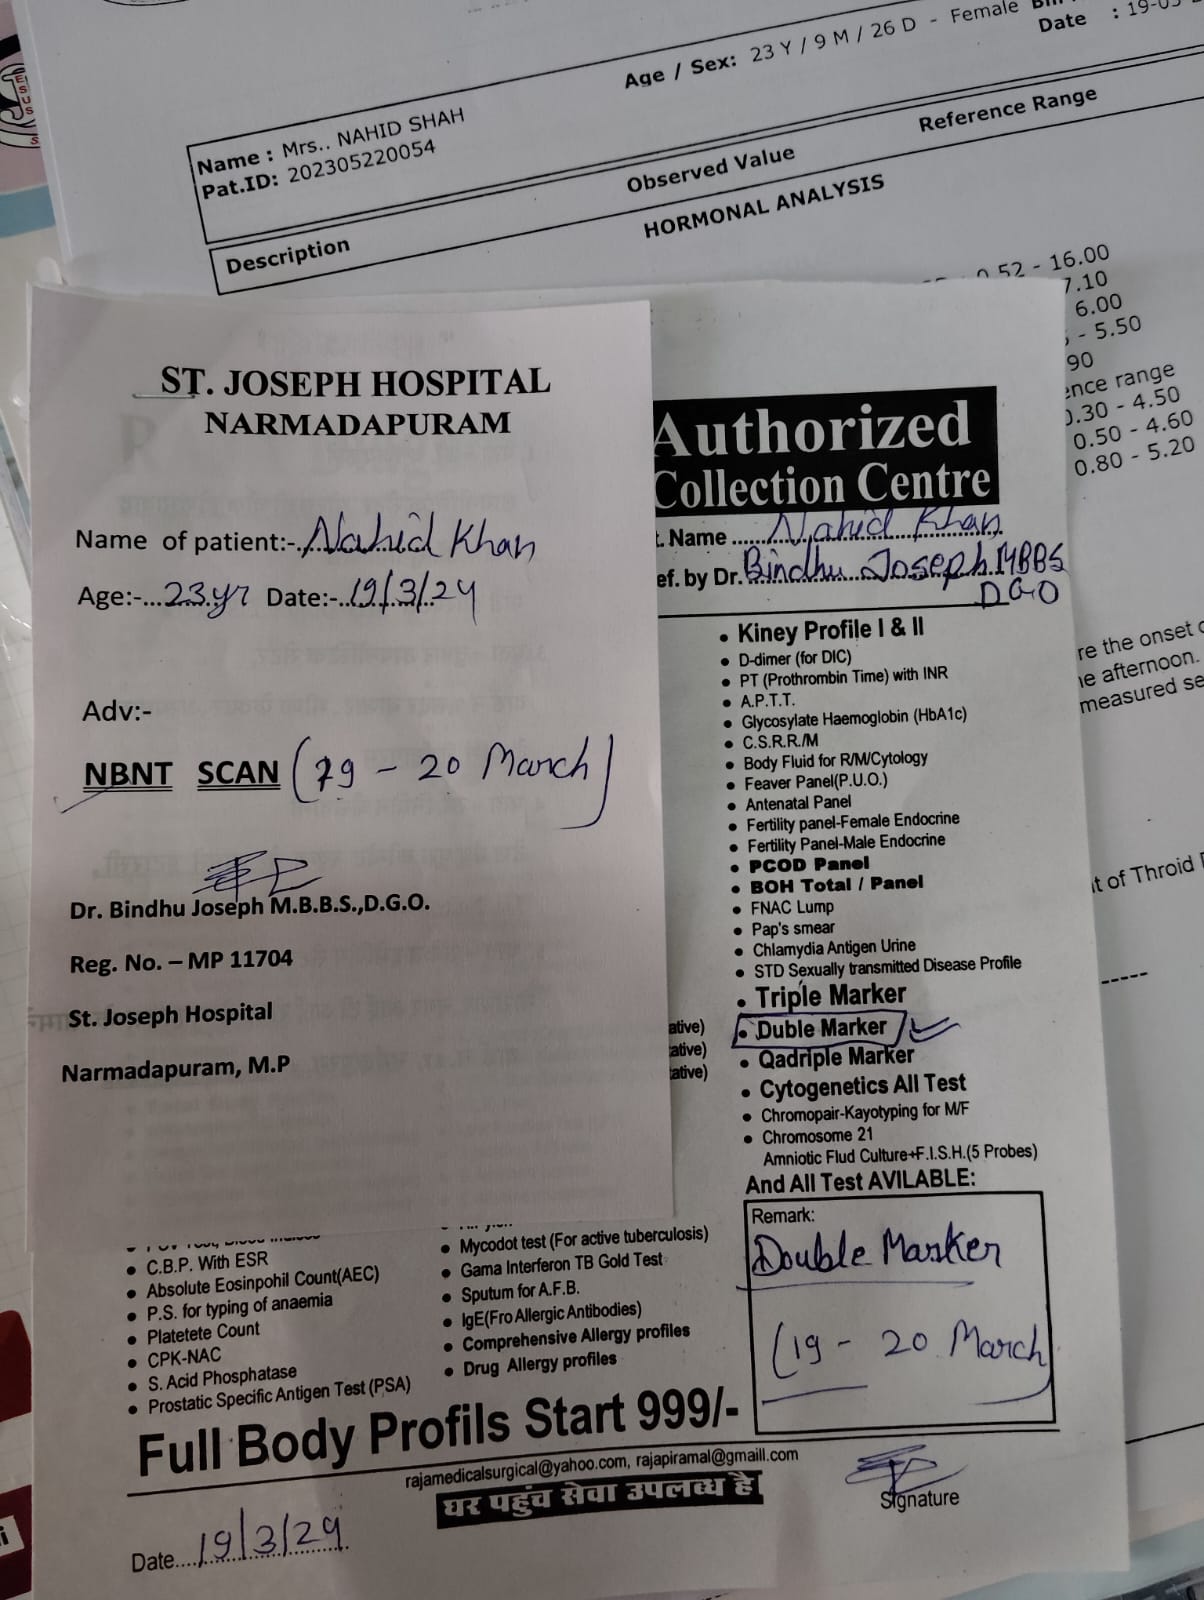 Age / Sex: 23 Y / 9 M / 26 D - Female
Date : 19-03
Name : Mrs.. NAHID SHAH
Pat.ID: 202305220054
Description
Observed Value
Reference Range
HORMONAL ANALYSIS
0.52 - 16.00
7.10
6.00
- 5.50
90
ence range
0.30 - 4.50
0.50 - 4.60
0.80 - 5.20
re the onset
e afternoon.
measured se
t of Throid
ST. JOSEPH HOSPITAL
NARMADAPURAM
Name of patient:-Nahid Khan
Age:-23 yr Date:-19/3/24
Adv:-
NBNT SCAN (19 - 20 March)
Dr. Bindhu Joseph M.B.B.S.,D.G.O.
Reg. No. – MP 11704
St. Joseph Hospital
Narmadapuram, M.P
Authorized
Collection Centre
t. Name Nahid Khan
ef. by Dr. Bindhu Joseph MBBS
DGO
• Kiney Profile I & II
• D-dimer (for DIC)
• PT (Prothrombin Time) with INR
• A.P.T.T.
• Glycosylate Haemoglobin (HbA1c)
• C.S.R.R./M
• Body Fluid for R/M/Cytology
• Feaver Panel(P.U.O.)
• Antenatal Panel
• Fertility panel-Female Endocrine
• Fertility Panel-Male Endocrine
• PCOD Panel
• BOH Total / Panel
• FNAC Lump
• Pap's smear
• Chlamydia Antigen Urine
• STD Sexually transmitted Disease Profile
• Triple Marker
ative)
• Duble Marker
ative)
• Qadriple Marker
ative)
• Cytogenetics All Test
• Chromopair-Kayotyping for M/F
• Chromosome 21
Amniotic Flud Culture+F.I.S.H.(5 Probes)
And All Test AVILABLE:
Remark:
Double Marker
(19 - 20 March)
• C.B.P. With ESR
• Absolute Eosinpohil Count(AEC)
• P.S. for typing of anaemia
• Platetete Count
• CPK-NAC
• S. Acid Phosphatase
• Prostatic Specific Antigen Test (PSA)
• Mycodot test (For active tuberculosis)
• Gama Interferon TB Gold Test
• Sputum for A.F.B.
• IgE(Fro Allergic Antibodies)
• Comprehensive Allergy profiles
• Drug Allergy profiles
Full Body Profils Start 999/-
rajamedicalsurgical@yahoo.com, rajapiramal@gmaill.com
घर पहुंच सेवा उपलब्ध है
Signature
Date....19/3/24